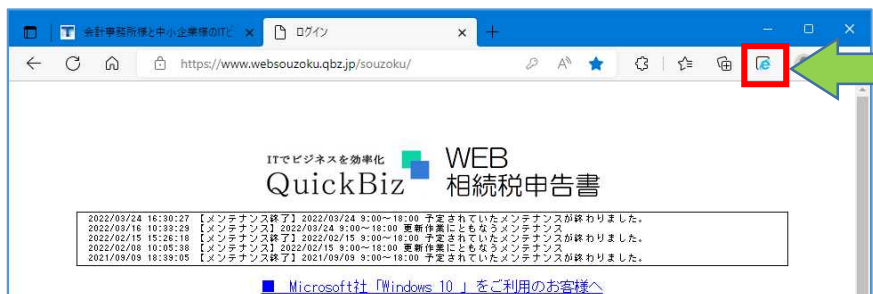 会計事務所様と中小企業様のITビ
ログイン
https://www.websouzoku.qbz.jp/souzoku/
ITでビジネスを効率化
QuickBiz
WEB
相続税申告書
2022/03/24 16:30:27 【メンテナンス終了】2022/03/24 9:00～18:00 予定されていたメンテナンスが終わりました。
2022/03/16 10:33:29 【メンテナンス】2022/03/24 9:00～18:00 更新作業にともなうメンテナンス
2022/02/15 15:26:18 【メンテナンス終了】2022/02/15 9:00～18:00 予定されていたメンテナンスが終わりました。
2022/02/08 10:05:38 【メンテナンス】2022/02/15 9:00～18:00 更新作業にともなうメンテナンス
2021/09/09 18:39:05 【メンテナンス終了】2021/09/09 9:00～18:00 予定されていたメンテナンスが終わりました。
■ Microsoft社「Windows 10 」をご利用のお客様へ